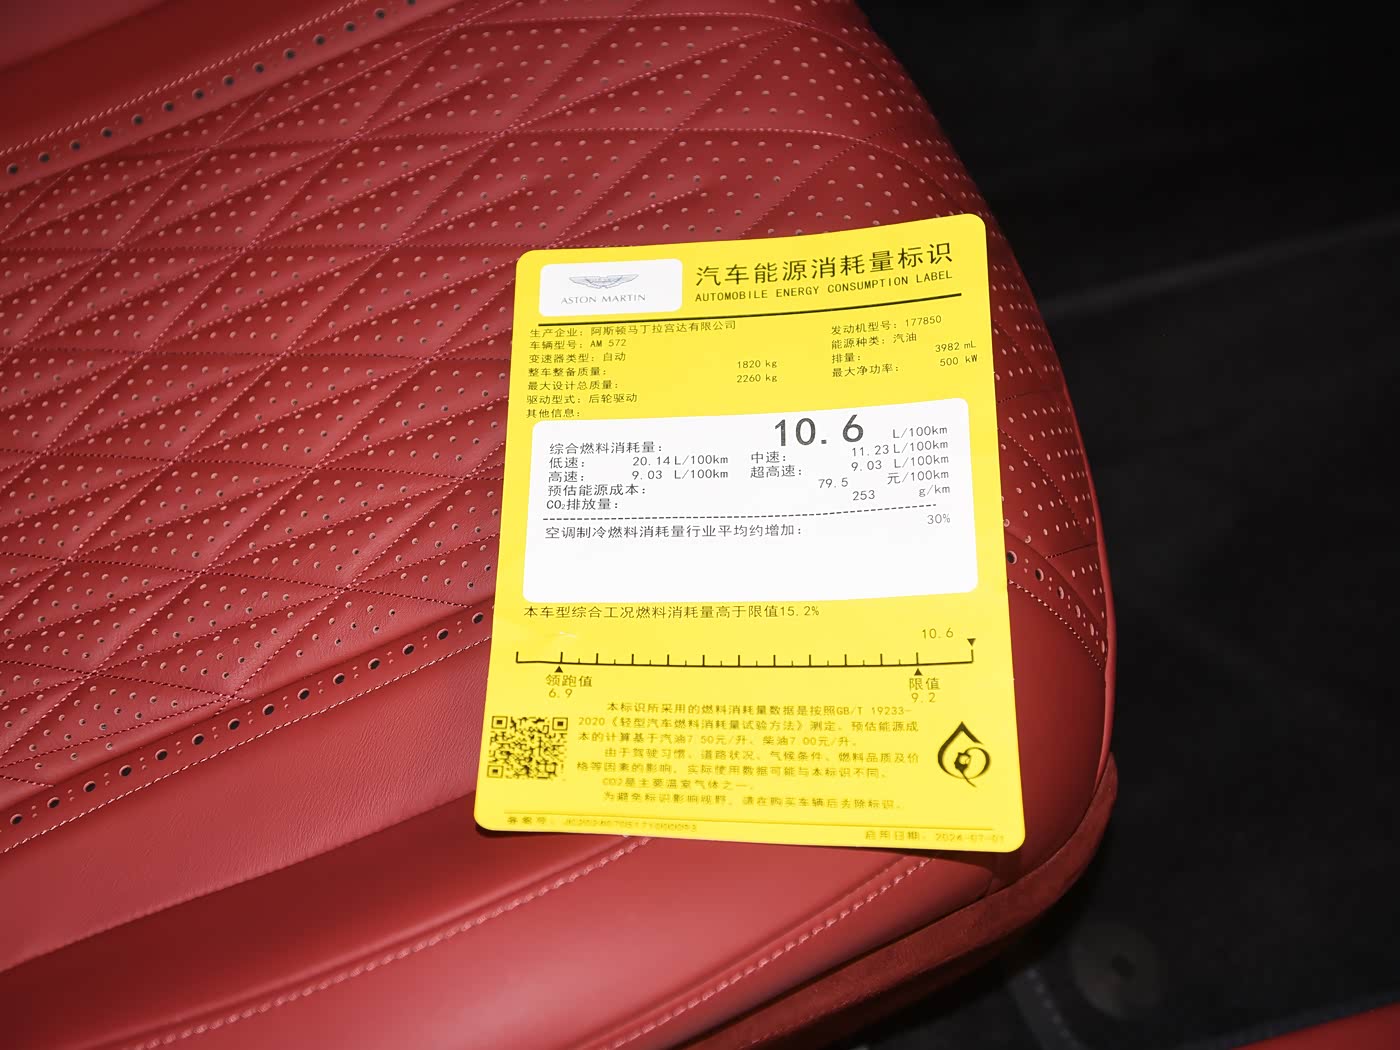 ASTON MARTIN
汽车能源消耗量标识
AUTOMOBILE ENERGY CONSUMPTION LABEL
生产企业：阿斯顿马丁拉宫达有限公司
车辆型号：AM 572
变速器类型：自动
整车整备质量： 1820 kg
最大设计总质量： 2260 kg
驱动型式：后轮驱动
其他信息：
发动机型号：177850
能源种类：汽油
排量： 3982 mL
最大净功率： 500 kW
综合燃料消耗量： 10.6 L/100km
低速： 20.14 L/100km 中速： 11.23 L/100km
高速： 9.03 L/100km 超高速： 9.03 L/100km
预估能源成本： 79.5 元/100km
CO₂排放量： 253 g/km
空调制冷燃料消耗量行业平均约增加： 30%
本车型综合工况燃料消耗量高于限值15.2%
10.6
领跑值 限值
6.9 9.2
本标识所采用的燃料消耗量数据是按照GB/T 19233-
2020《轻型汽车燃料消耗量试验方法》测定。预估能源成
本的计算基于汽油7.50元/升、柴油7.00元/升。
由于驾驶习惯、道路状况、气候条件、燃料品质及价
格等因素的影响，实际使用数据可能与本标识不同。
CO2是主要温室气体之一。
为避免标识影响视野，请在购买车辆后去除标识。
备案号：
启用日期：2024-07-01